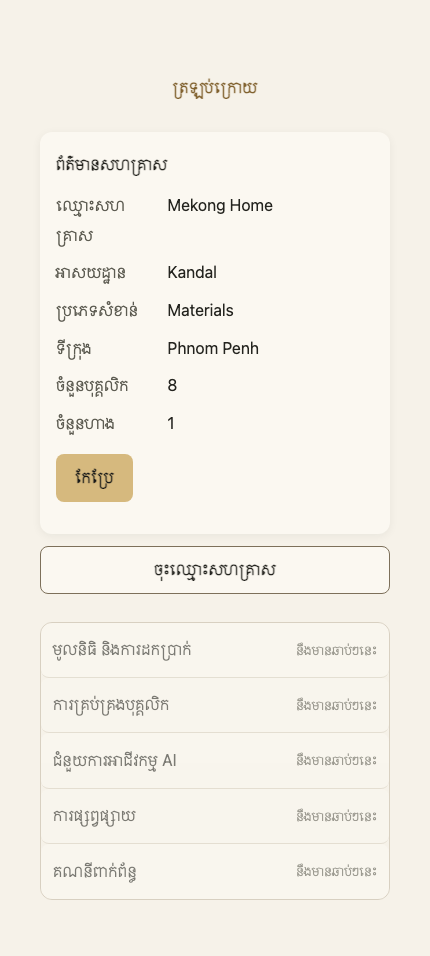 ត្រឡប់ក្រោយ
ព័ត៌មានសហគ្រាស
ឈ្មោះសហ
គ្រាស
Mekong Home
អាសយដ្ឋាន Kandal
ប្រភេទសំខាន់ Materials
ទីក្រុង Phnom Penh
ចំនួនបុគ្គលិក 8
ចំនួនហាង 1
កែប្រែ
ចុះឈ្មោះសហគ្រាស
មូលនិធិ និងការដកប្រាក់ នឹងមានឆាប់ៗនេះ
ការគ្រប់គ្រងបុគ្គលិក នឹងមានឆាប់ៗនេះ
ជំនួយការអាជីវកម្ម AI នឹងមានឆាប់ៗនេះ
ការផ្សព្វផ្សាយ នឹងមានឆាប់ៗនេះ
គណនីពាក់ព័ន្ធ នឹងមានឆាប់ៗនេះ